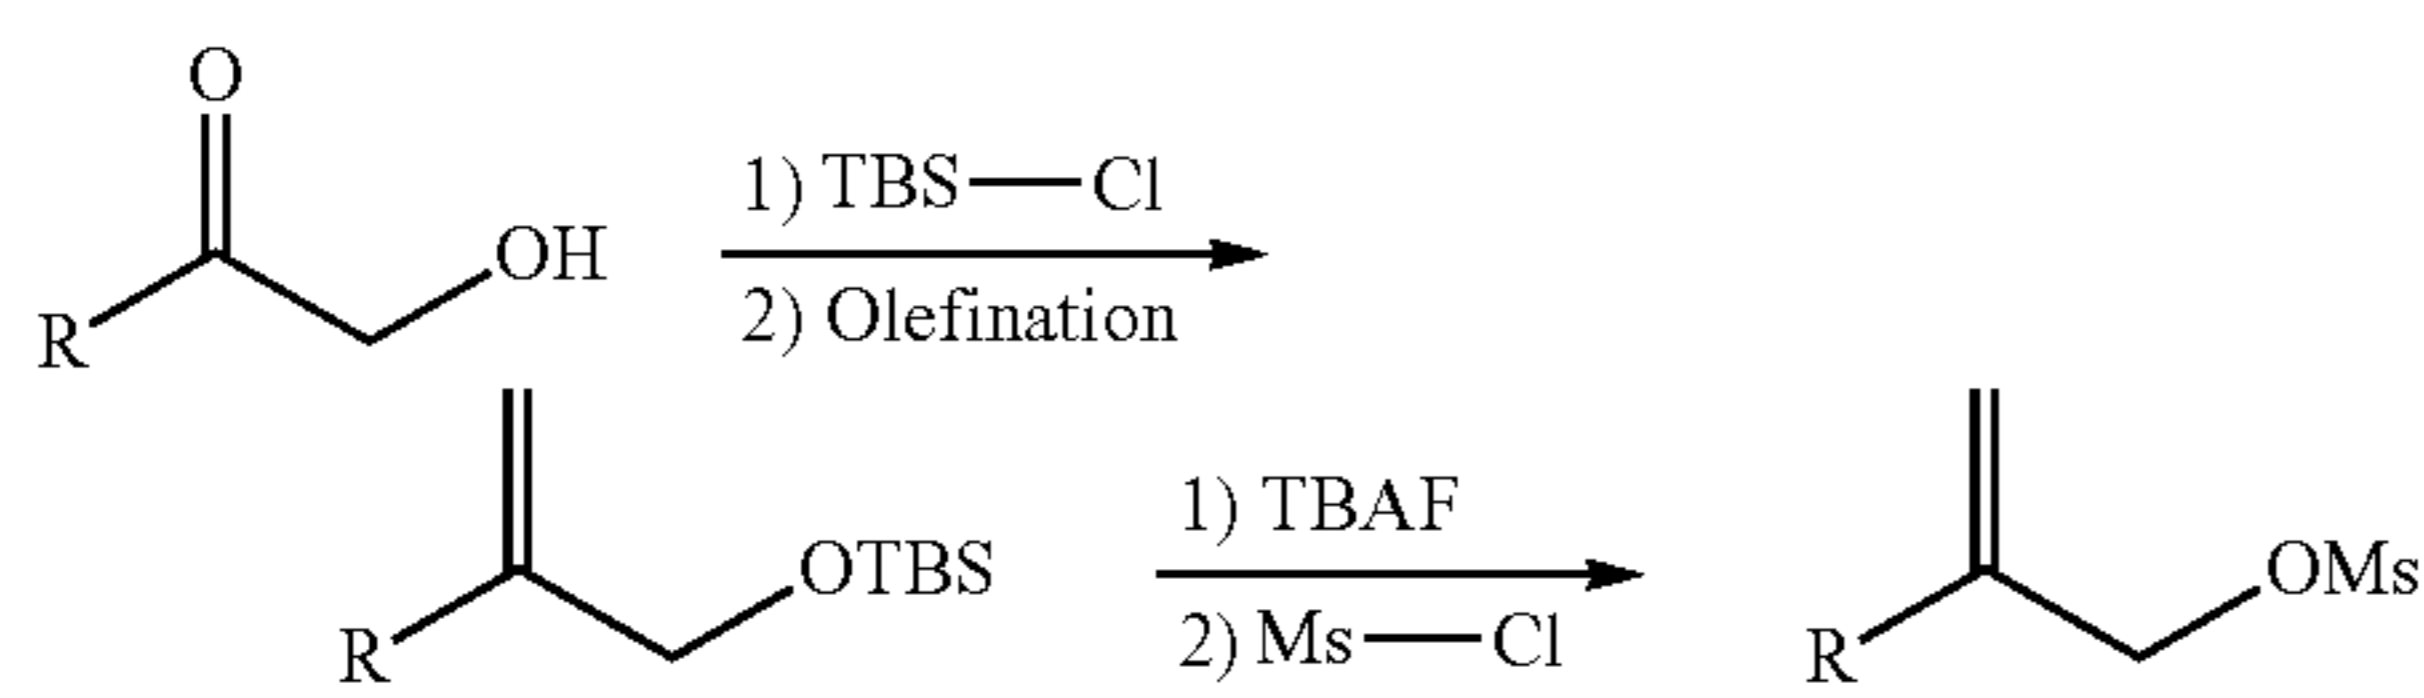 O
OH
R
1) TBS—Cl
2) Olefination
OTBS
R
1) TBAF
2) Ms—Cl
OMs
R